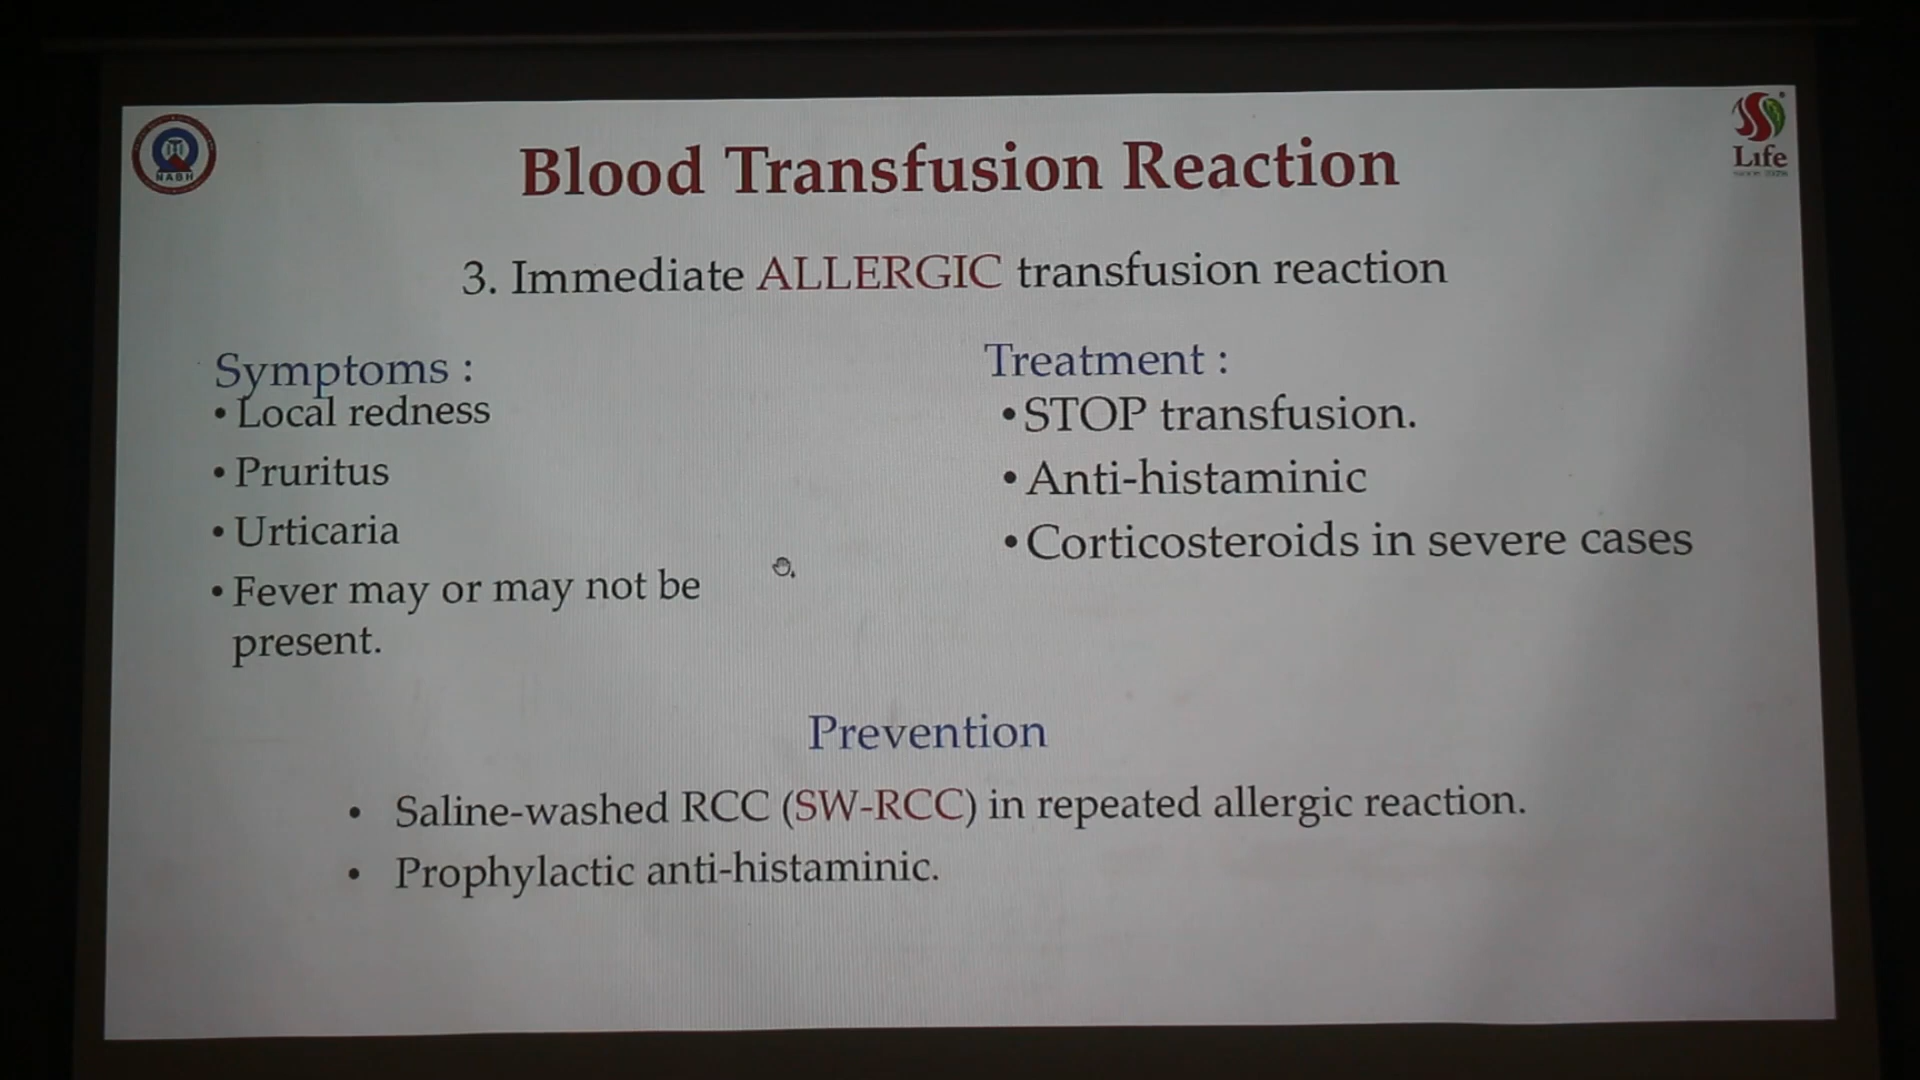 NABH
Life
Blood Transfusion Reaction
3. Immediate ALLERGIC transfusion reaction
Symptoms :
• Local redness
• Pruritus
• Urticaria
• Fever may or may not be
present.
Treatment :
• STOP transfusion.
• Anti-histaminic
• Corticosteroids in severe cases
Prevention
• Saline-washed RCC (SW-RCC) in repeated allergic reaction.
• Prophylactic anti-histaminic.